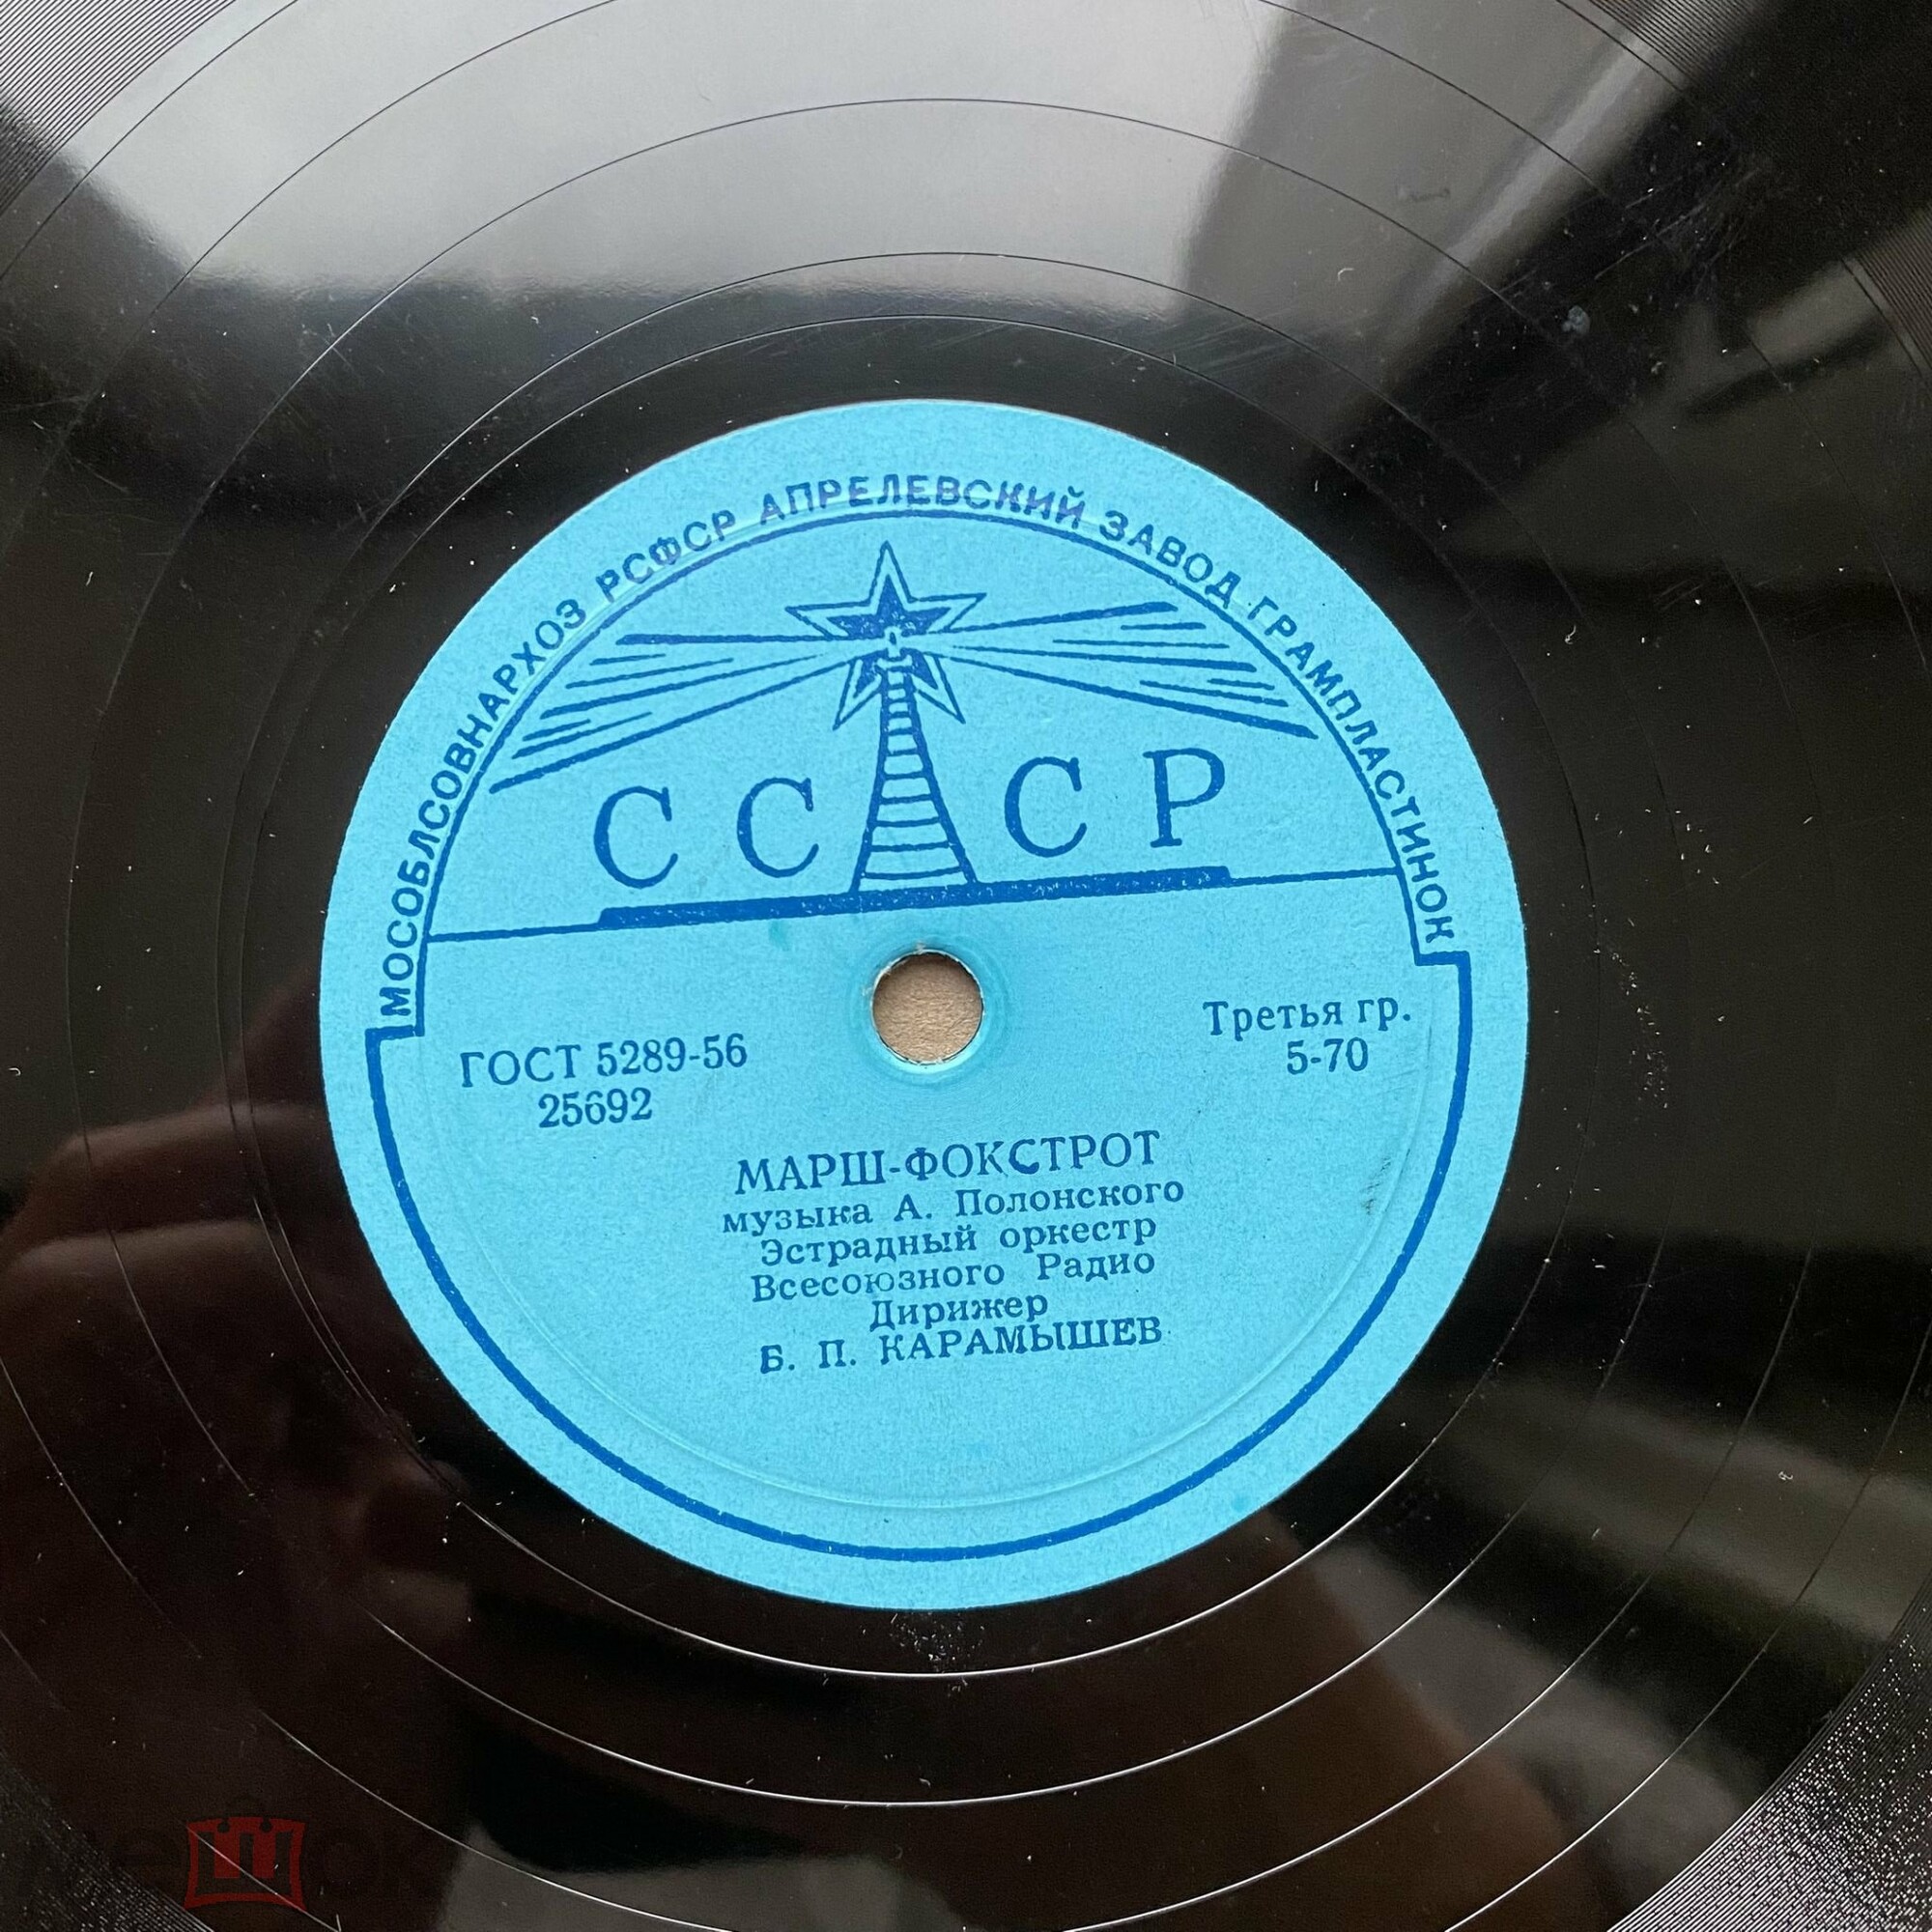 МОСОБЛСОВНАРХОЗ РСФСР АПРЕЛЕВСКИЙ ЗАВОД ГРАМПЛАСТИНОК
СССР
ГОСТ 5289-56
25692
Третья гр.
5-70
МАРШ-ФОКСТРОТ
музыка А. Полонского
Эстрадный оркестр
Всесоюзного Радио
Дирижер
Б. П. КАРАМЫШЕВ
мешок